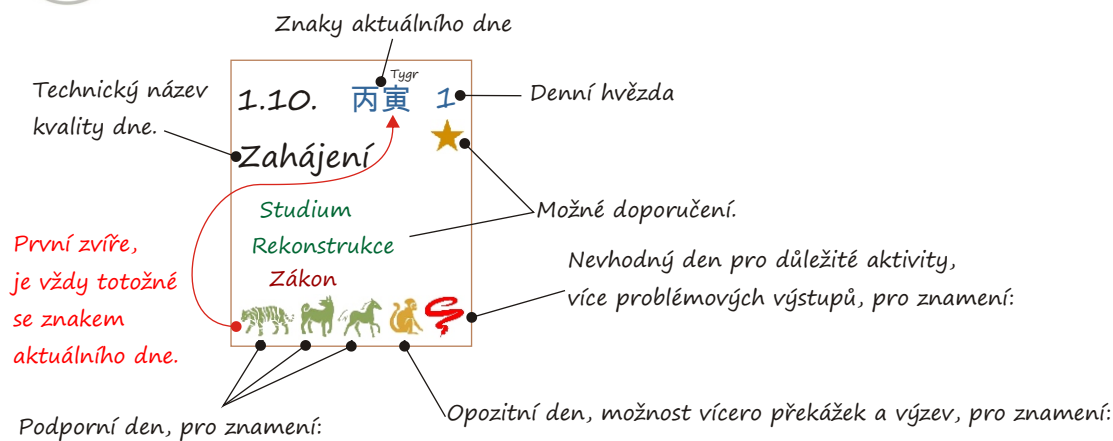 Znaky aktuálního dne
Technický název
kvality dne.
Tygr
1.10. 丙寅 1
Denní hvězda
Zahájení
Studium
Rekonstrukce
Zákon
Možné doporučení.
První zvíře,
je vždy totožné
se znakem
aktuálního dne.
Nevhodný den pro důležité aktivity,
více problémových výstupů, pro znamení:
Podporní den, pro znamení:
Opozitní den, možnost vícero překážek a výzev, pro znamení: